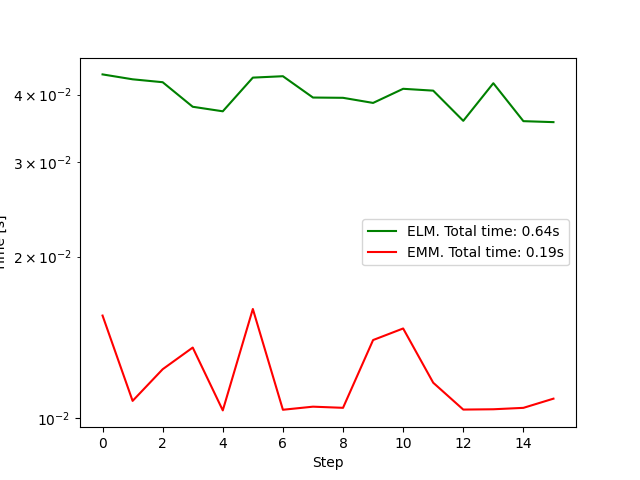 4×10⁻²
3×10⁻²
2×10⁻²
10⁻²
Time [s]
ELM. Total time: 0.64s
EMM. Total time: 0.19s
0 2 4 6 8 10 12 14
Step